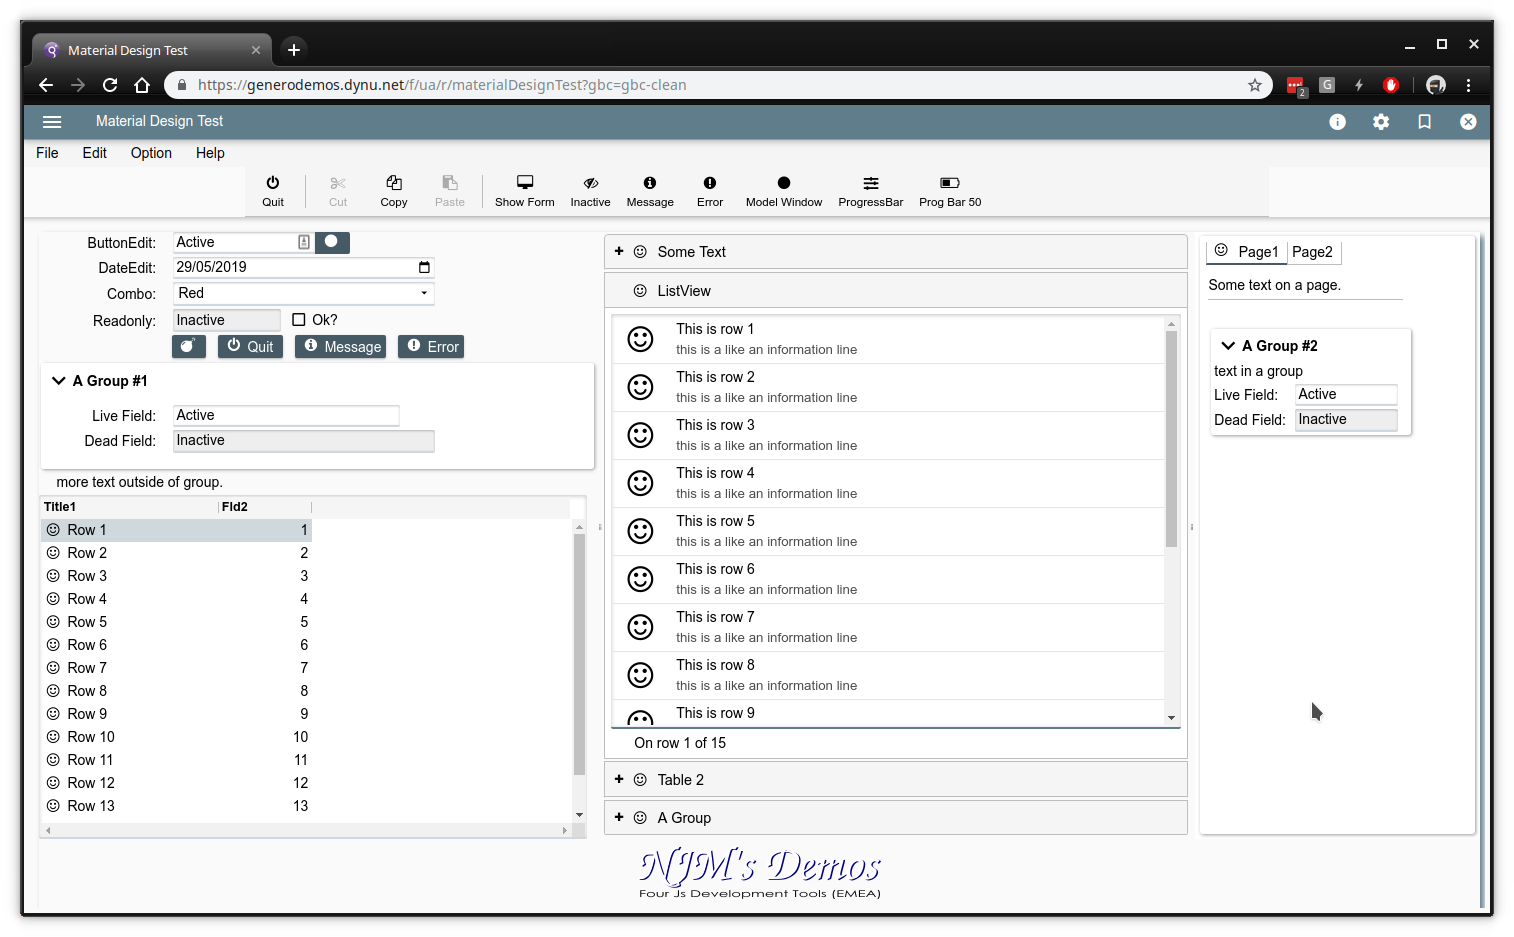 Material Design Test
https://generodemos.dynu.net/f/ua/r/materialDesignTest?gbc=gbc-clean
2
G
Material Design Test
File Edit Option Help
Quit Cut Copy Paste Show Form Inactive Message Error Model Window ProgressBar Prog Bar 50
ButtonEdit: Active
DateEdit: 29/05/2019
Combo: Red
Readonly: Inactive Ok?
Quit Message Error
A Group #1
Live Field: Active
Dead Field: Inactive
more text outside of group.
Title1 Fld2
Row 1 1
Row 2 2
Row 3 3
Row 4 4
Row 5 5
Row 6 6
Row 7 7
Row 8 8
Row 9 9
Row 10 10
Row 11 11
Row 12 12
Row 13 13
Some Text
ListView
This is row 1
this is a like an information line
This is row 2
this is a like an information line
This is row 3
this is a like an information line
This is row 4
this is a like an information line
This is row 5
this is a like an information line
This is row 6
this is a like an information line
This is row 7
this is a like an information line
This is row 8
this is a like an information line
This is row 9
On row 1 of 15
Table 2
A Group
Page1 Page2
Some text on a page.
A Group #2
text in a group
Live Field: Active
Dead Field: Inactive
NJM's Demos
Four Js Development Tools (EMEA)